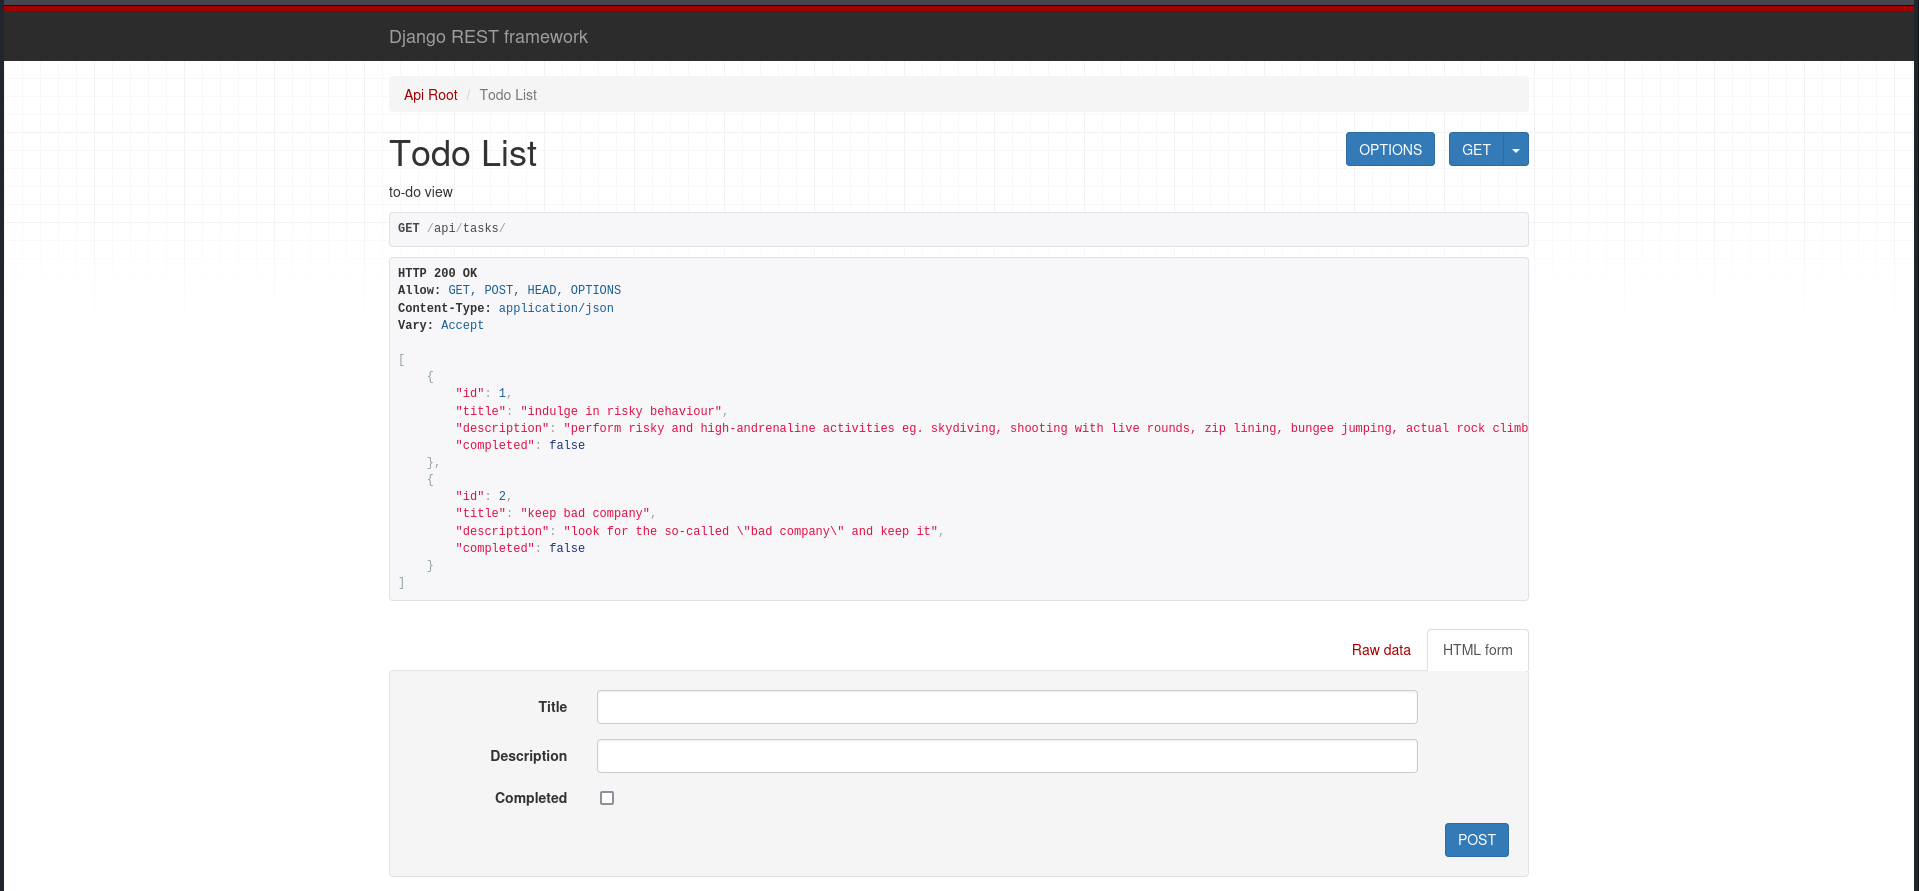 Django REST framework
Api Root / Todo List
Todo List
OPTIONS
GET
to-do view
GET /api/tasks/
HTTP 200 OK
Allow: GET, POST, HEAD, OPTIONS
Content-Type: application/json
Vary: Accept
[
    {
        "id": 1,
        "title": "indulge in risky behaviour",
        "description": "perform risky and high-andrenaline activities eg. skydiving, shooting with live rounds, zip lining, bungee jumping, actual rock climb
        "completed": false
    },
    {
        "id": 2,
        "title": "keep bad company",
        "description": "look for the so-called \"bad company\" and keep it",
        "completed": false
    }
]
Raw data
HTML form
Title
Description
Completed
POST